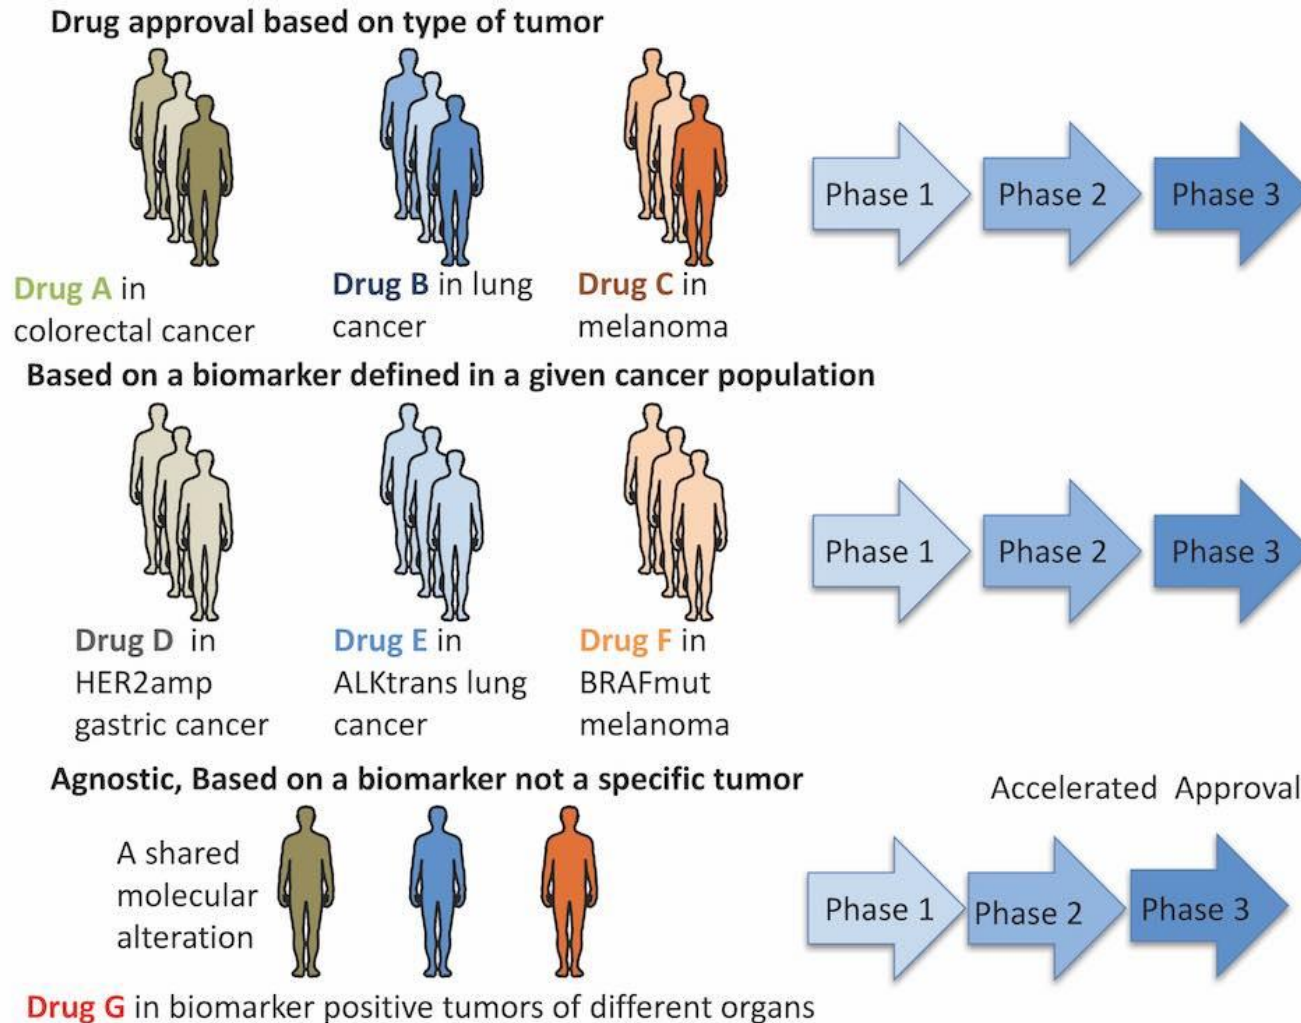 Drug approval based on type of tumor
Drug A in
colorectal cancer
Drug B in lung
cancer
Drug C in
melanoma
Phase 1
Phase 2
Phase 3
Based on a biomarker defined in a given cancer population
Drug D in
HER2amp
gastric cancer
Drug E in
ALKtrans lung
cancer
Drug F in
BRAFmut
melanoma
Phase 1
Phase 2
Phase 3
Agnostic, Based on a biomarker not a specific tumor
A shared
molecular
alteration
Accelerated Approval
Phase 1
Phase 2
Phase 3
Drug G in biomarker positive tumors of different organs